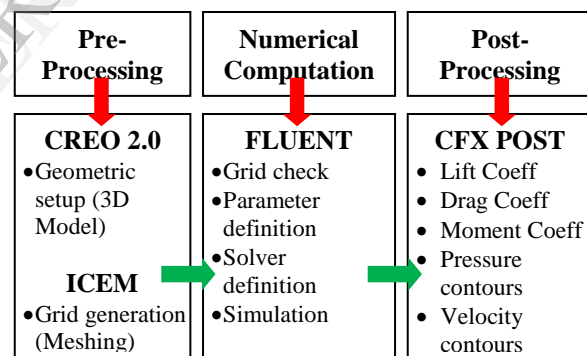 Pre-
Processing
Numerical
Computation
Post-
Processing
CREO 2.0
•Geometric
setup (3D
Model)
ICEM
•Grid generation
(Meshing)
FLUENT
•Grid check
•Parameter
definition
•Solver
definition
•Simulation
CFX POST
• Lift Coeff
• Drag Coeff
• Moment Coeff
• Pressure
contours
• Velocity
contours